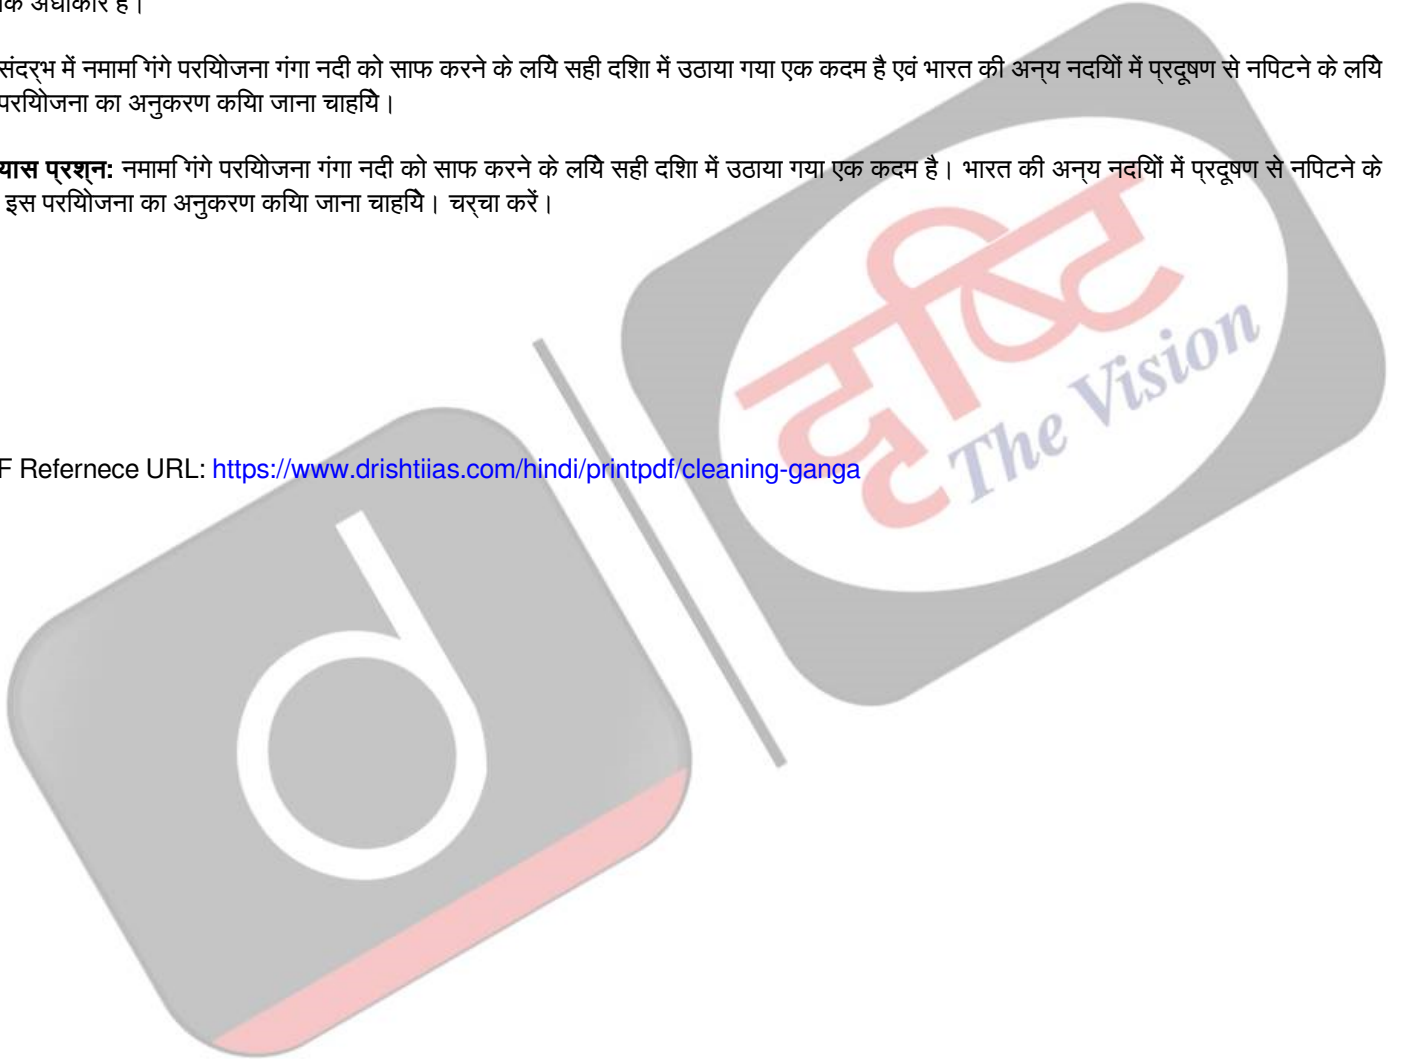 अधिकार है।
संदर्भ में नमामि गंगे परियोजना गंगा नदी को साफ करने के लिये सही दिशा में उठाया गया एक कदम है एवं भारत की अन्य नदियों में प्रदूषण से निपटने के लिये
परियोजना का अनुकरण किया जाना चाहिये।
यास प्रश्न: नमामि गंगे परियोजना गंगा नदी को साफ करने के लिये सही दिशा में उठाया गया एक कदम है। भारत की अन्य नदियों में प्रदूषण से निपटने के
इस परियोजना का अनुकरण किया जाना चाहिये। चर्चा करें।
दृष्टि
The Vision
F Refernece URL: https://www.drishtiias.com/hindi/printpdf/cleaning-ganga
d